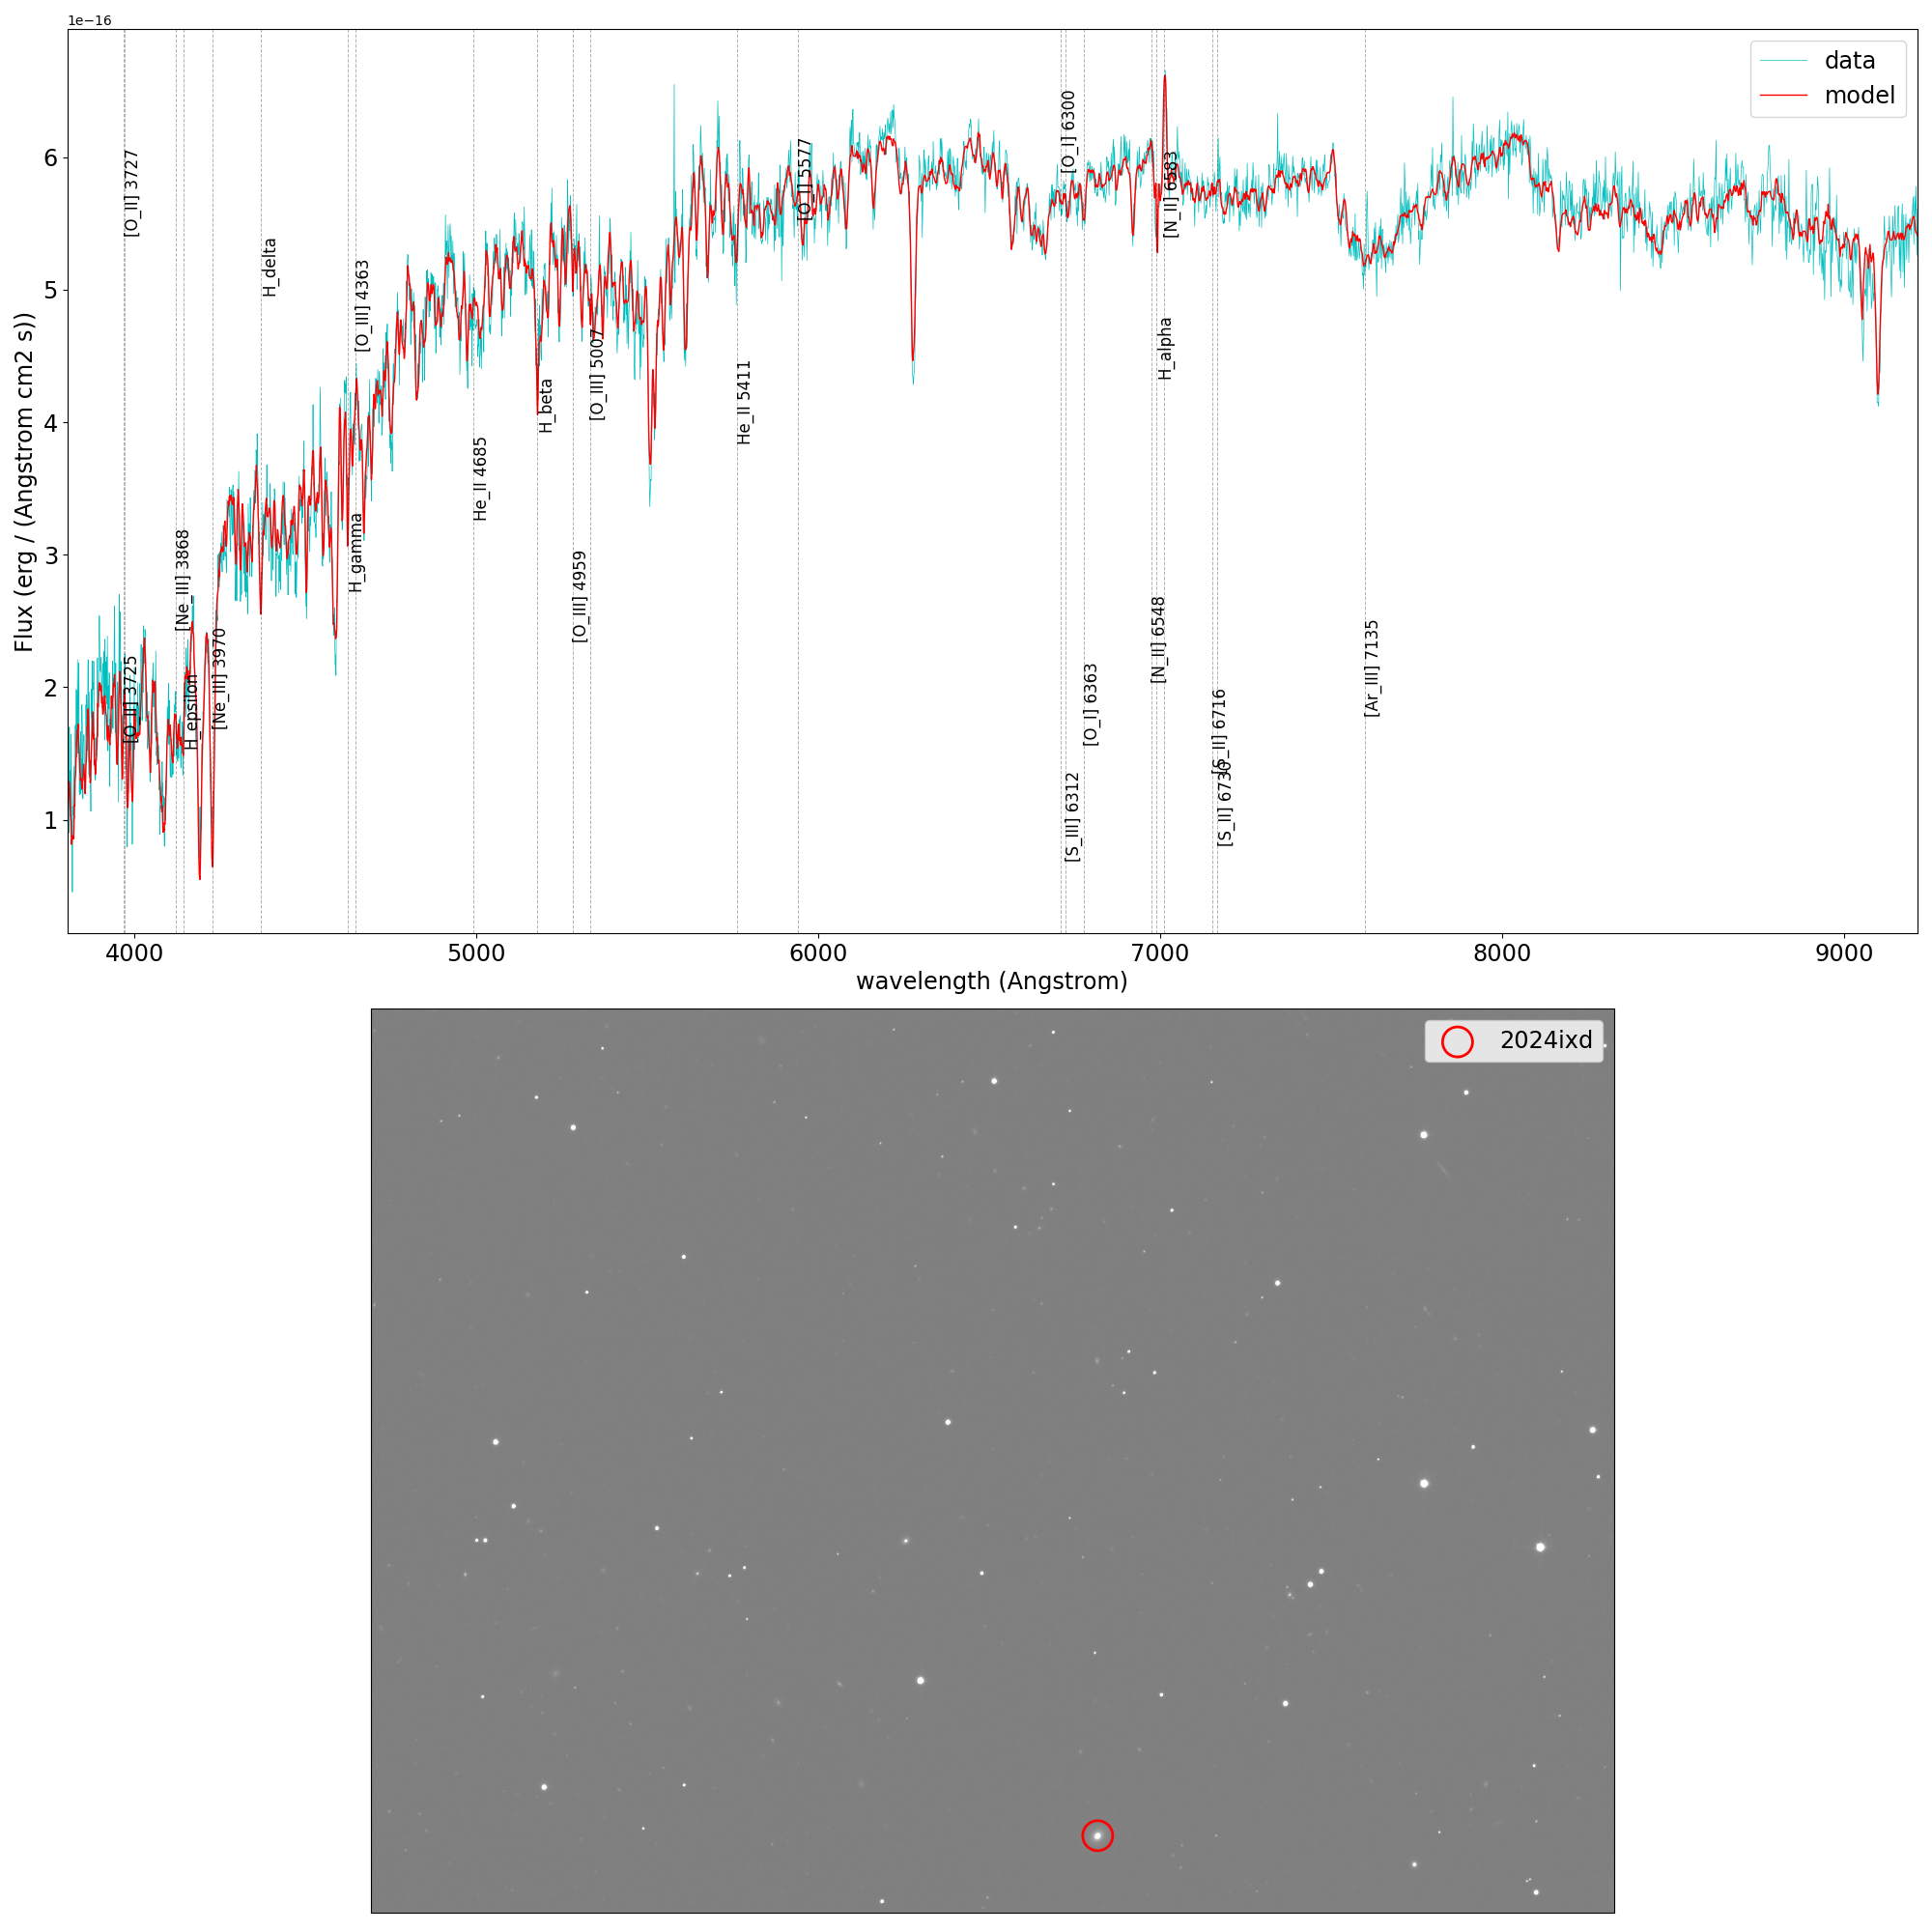 1e−16
data
model
[O_II] 3727
[O_II] 3725
[Ne_III] 3868
H_epsilon
[Ne_III] 3970
H_delta
H_gamma
[O_III] 4363
He_II 4685
H_beta
[O_III] 4959
[O_III] 5007
He_II 5411
[O_I] 5577
[O_I] 6300
[S_III] 6312
[O_I] 6363
[N_II] 6548
H_alpha
[N_II] 6583
[S_II] 6716
[S_II] 6730
[Ar_III] 7135
Flux (erg / (Angstrom cm2 s))
6
5
4
3
2
1
4000 5000 6000 7000 8000 9000
wavelength (Angstrom)
2024ixd